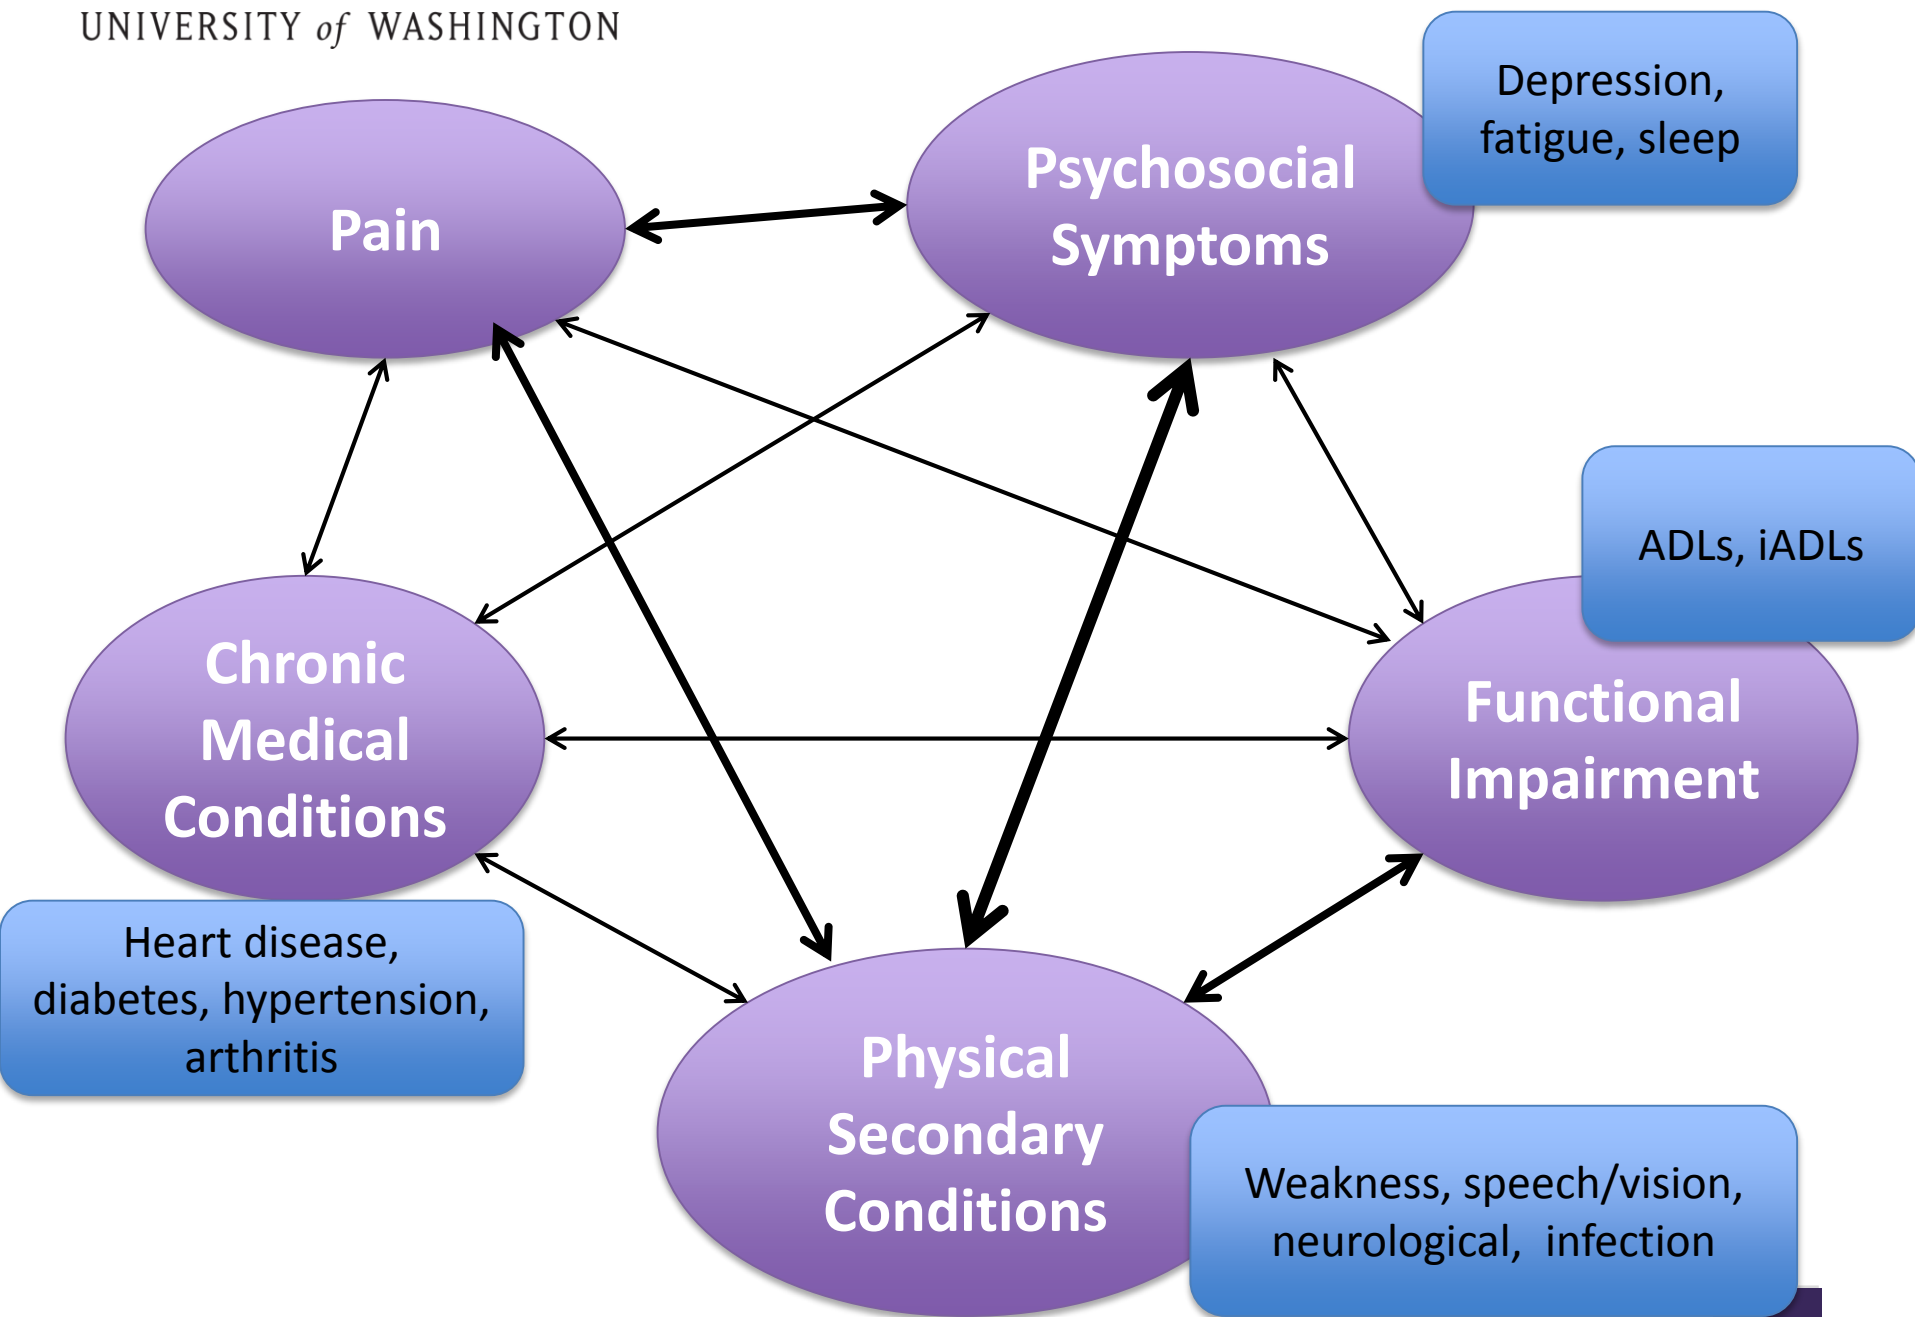 UNIVERSITY of WASHINGTON
Depression,
fatigue, sleep
Psychosocial
Symptoms
Pain
ADLs, iADLs
Chronic
Medical
Conditions
Functional
Impairment
Heart disease,
diabetes, hypertension,
arthritis
Physical
Secondary
Conditions
Weakness, speech/vision,
neurological,  infection